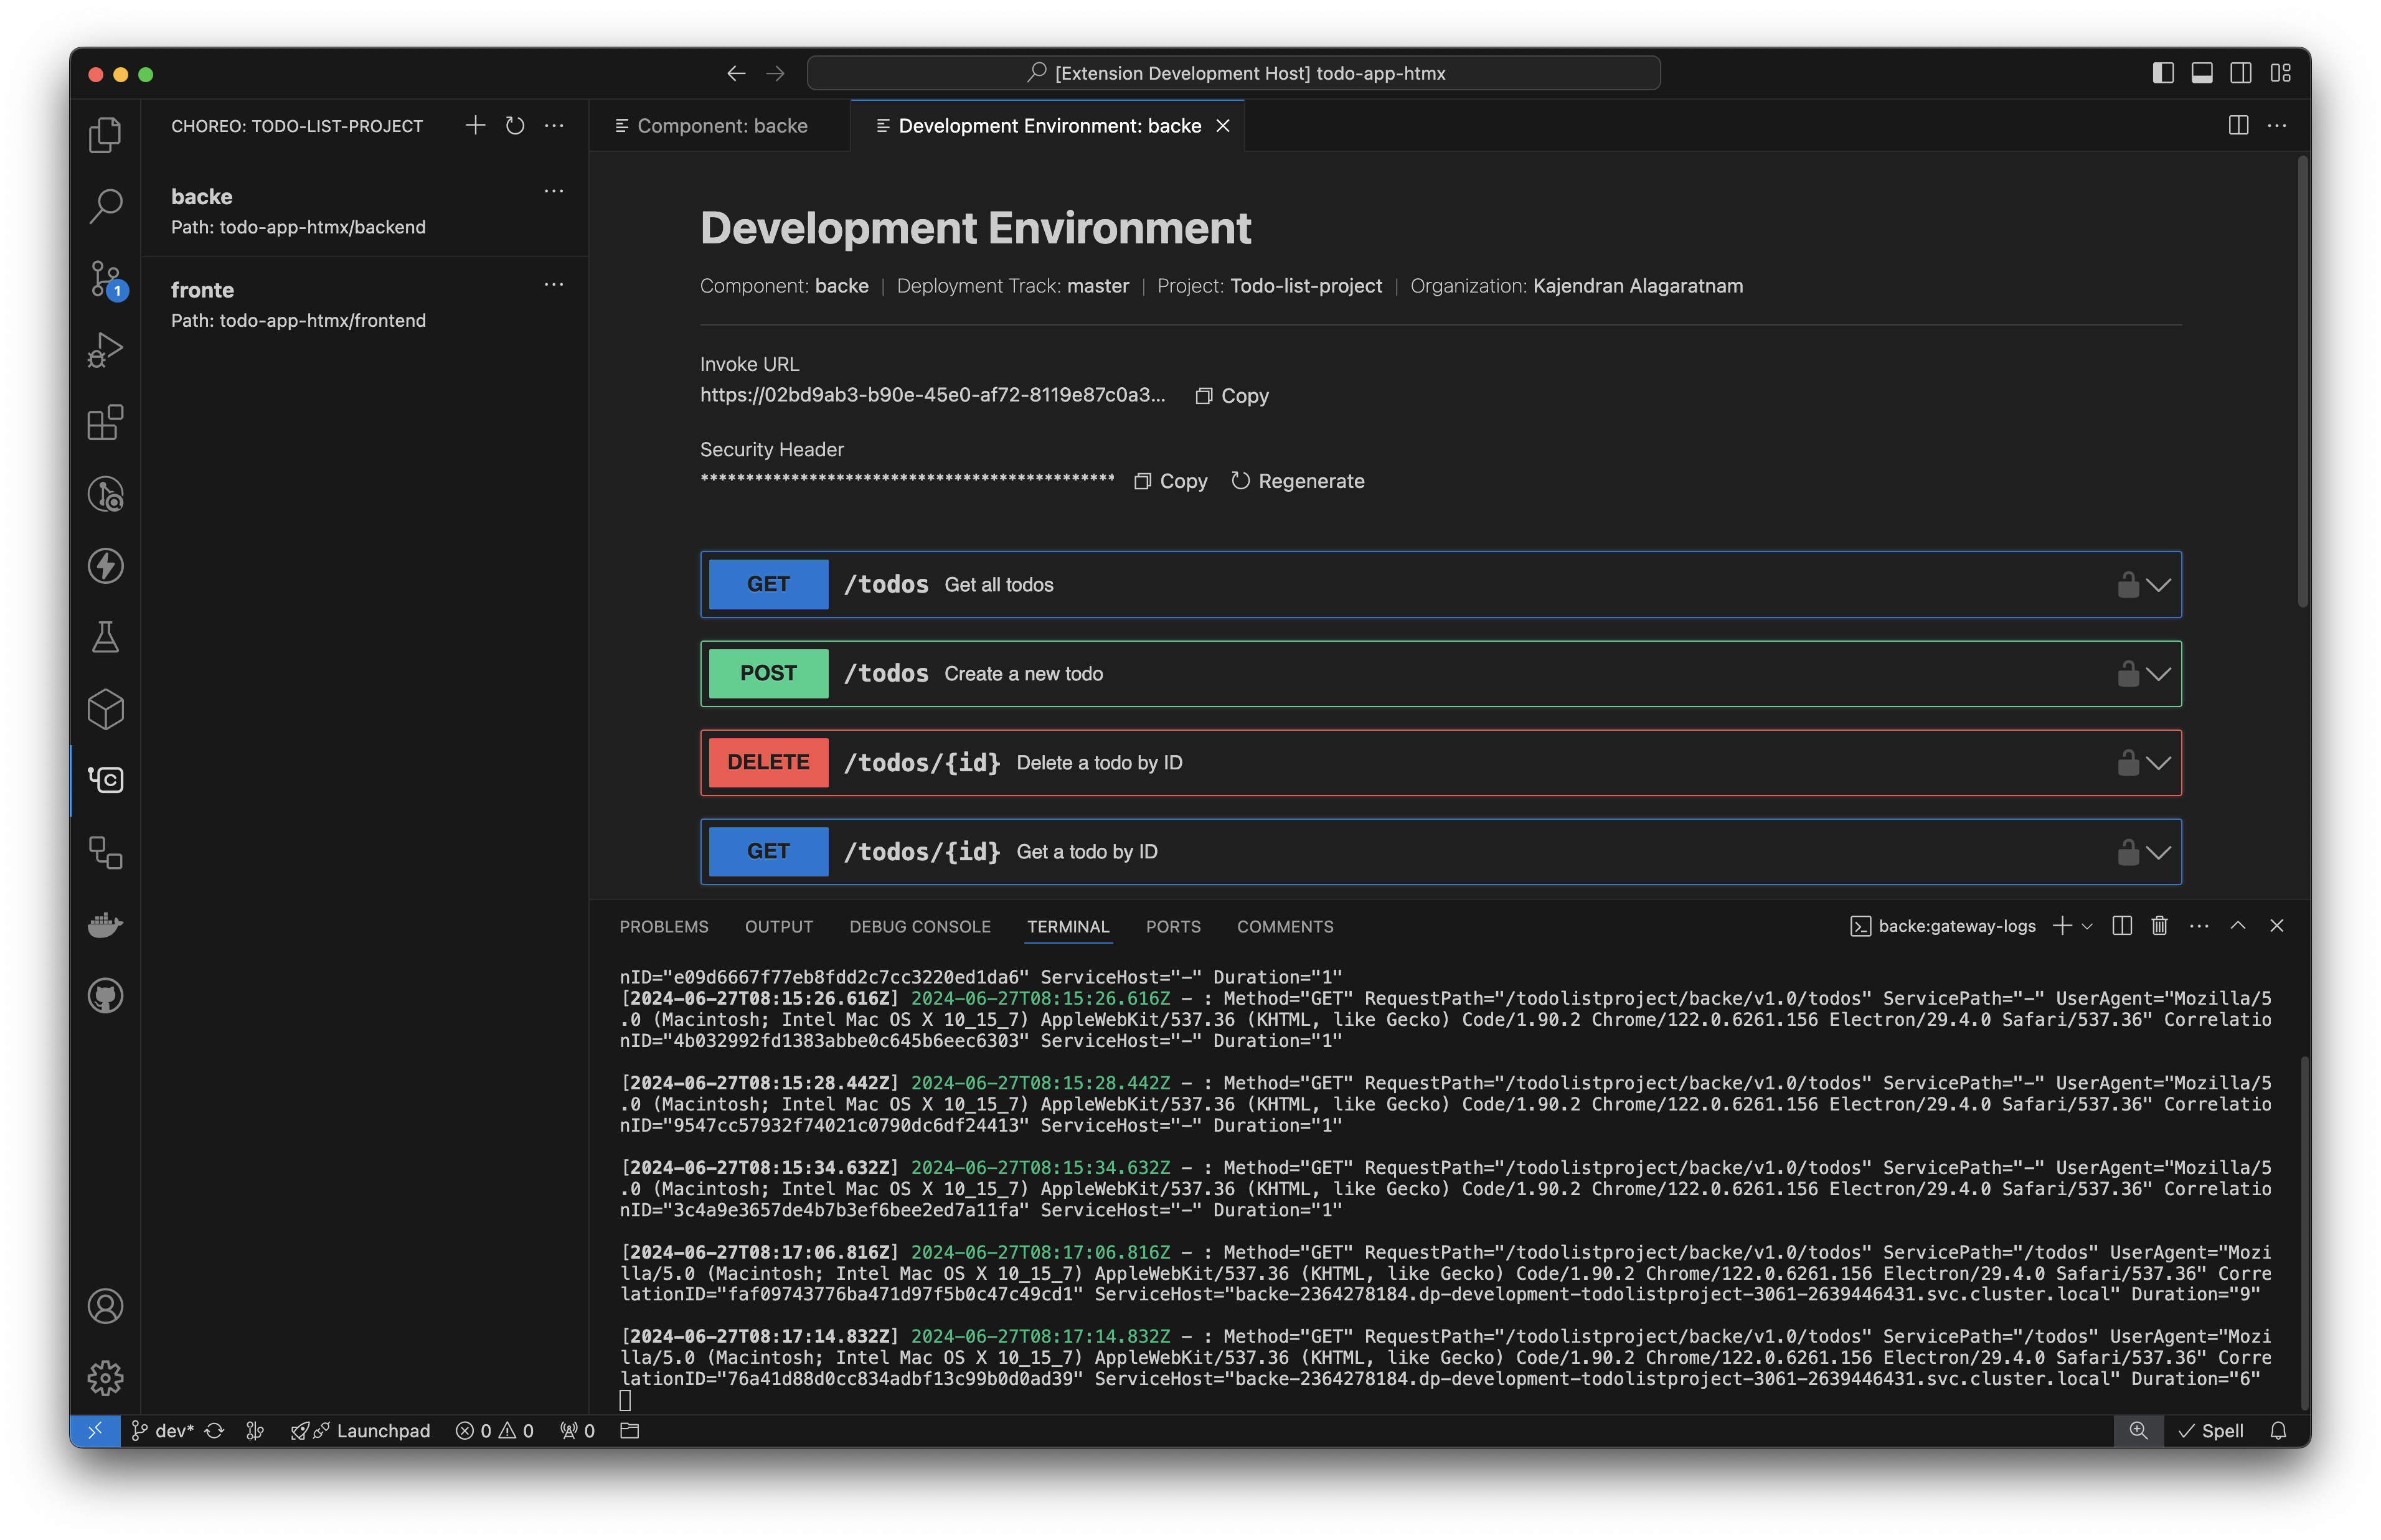 [Extension Development Host] todo-app-htmx
CHOREO: TODO-LIST-PROJECT
backe
Path: todo-app-htmx/backend
fronte
Path: todo-app-htmx/frontend
1
Component: backe
Development Environment: backe
Development Environment
Component: backe | Deployment Track: master | Project: Todo-list-project | Organization: Kajendran Alagaratnam
Invoke URL
https://02bd9ab3-b90e-45e0-af72-8119e87c0a3... Copy
Security Header
********************************************** Copy Regenerate
GET /todos Get all todos
POST /todos Create a new todo
DELETE /todos/{id} Delete a todo by ID
GET /todos/{id} Get a todo by ID
PROBLEMS OUTPUT DEBUG CONSOLE TERMINAL PORTS COMMENTS backe:gateway-logs
nID="e09d6667f77eb8fdd2c7cc3220ed1da6" ServiceHost="-" Duration="1"
[2024-06-27T08:15:26.616Z] 2024-06-27T08:15:26.616Z - : Method="GET" RequestPath="/todolistproject/backe/v1.0/todos" ServicePath="-" UserAgent="Mozilla/5
.0 (Macintosh; Intel Mac OS X 10_15_7) AppleWebKit/537.36 (KHTML, like Gecko) Code/1.90.2 Chrome/122.0.6261.156 Electron/29.4.0 Safari/537.36" Correlatio
nID="4b032992fd1383abbe0c645b6eec6303" ServiceHost="-" Duration="1"
[2024-06-27T08:15:28.442Z] 2024-06-27T08:15:28.442Z - : Method="GET" RequestPath="/todolistproject/backe/v1.0/todos" ServicePath="-" UserAgent="Mozilla/5
.0 (Macintosh; Intel Mac OS X 10_15_7) AppleWebKit/537.36 (KHTML, like Gecko) Code/1.90.2 Chrome/122.0.6261.156 Electron/29.4.0 Safari/537.36" Correlatio
nID="9547cc57932f74021c0790dc6df24413" ServiceHost="-" Duration="1"
[2024-06-27T08:15:34.632Z] 2024-06-27T08:15:34.632Z - : Method="GET" RequestPath="/todolistproject/backe/v1.0/todos" ServicePath="-" UserAgent="Mozilla/5
.0 (Macintosh; Intel Mac OS X 10_15_7) AppleWebKit/537.36 (KHTML, like Gecko) Code/1.90.2 Chrome/122.0.6261.156 Electron/29.4.0 Safari/537.36" Correlatio
nID="3c4a9e3657de4b7b3ef6bee2ed7a11fa" ServiceHost="-" Duration="1"
[2024-06-27T08:17:06.816Z] 2024-06-27T08:17:06.816Z - : Method="GET" RequestPath="/todolistproject/backe/v1.0/todos" ServicePath="/todos" UserAgent="Mozi
lla/5.0 (Macintosh; Intel Mac OS X 10_15_7) AppleWebKit/537.36 (KHTML, like Gecko) Code/1.90.2 Chrome/122.0.6261.156 Electron/29.4.0 Safari/537.36" Corre
lationID="faf09743776ba471d97f5b0c47c49cd1" ServiceHost="backe-2364278184.dp-development-todolistproject-3061-2639446431.svc.cluster.local" Duration="9"
[2024-06-27T08:17:14.832Z] 2024-06-27T08:17:14.832Z - : Method="GET" RequestPath="/todolistproject/backe/v1.0/todos" ServicePath="/todos" UserAgent="Mozi
lla/5.0 (Macintosh; Intel Mac OS X 10_15_7) AppleWebKit/537.36 (KHTML, like Gecko) Code/1.90.2 Chrome/122.0.6261.156 Electron/29.4.0 Safari/537.36" Corre
lationID="76a41d88d0cc834adbf13c99b0d0ad39" ServiceHost="backe-2364278184.dp-development-todolistproject-3061-2639446431.svc.cluster.local" Duration="6"
dev* Launchpad 0 0 0 Spell